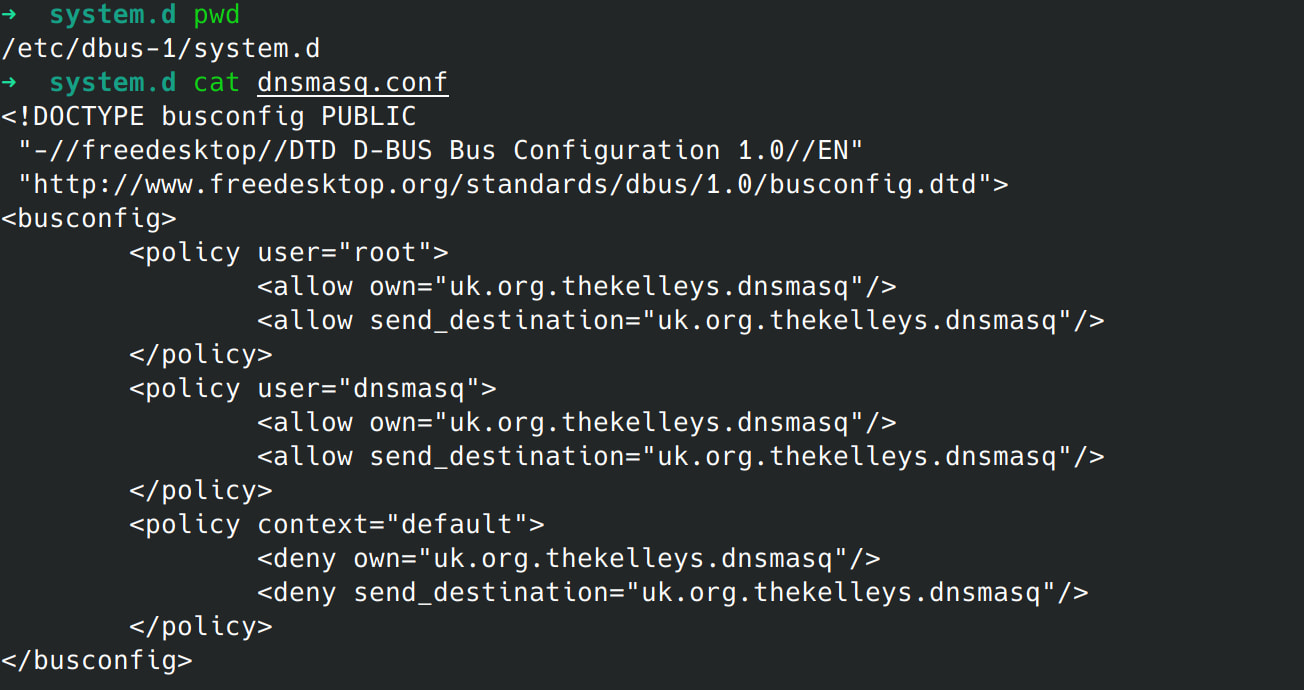 ➜  system.d pwd
/etc/dbus-1/system.d
➜  system.d cat dnsmasq.conf
<!DOCTYPE busconfig PUBLIC
 "-//freedesktop//DTD D-BUS Bus Configuration 1.0//EN"
 "http://www.freedesktop.org/standards/dbus/1.0/busconfig.dtd">
<busconfig>
        <policy user="root">
                <allow own="uk.org.thekelleys.dnsmasq"/>
                <allow send_destination="uk.org.thekelleys.dnsmasq"/>
        </policy>
        <policy user="dnsmasq">
                <allow own="uk.org.thekelleys.dnsmasq"/>
                <allow send_destination="uk.org.thekelleys.dnsmasq"/>
        </policy>
        <policy context="default">
                <deny own="uk.org.thekelleys.dnsmasq"/>
                <deny send_destination="uk.org.thekelleys.dnsmasq"/>
        </policy>
</busconfig>